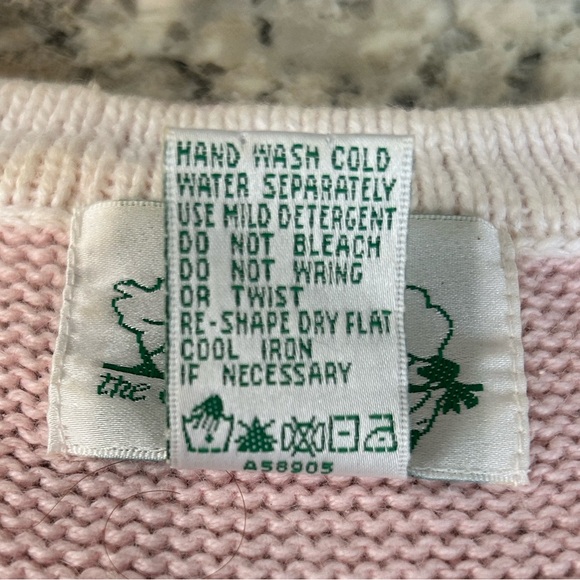 HAND WASH COLD
WATER SEPARATELY
USE MILD DETERGENT
DO NOT BLEACH
DO NOT WRING
OR TWIST
RE-SHAPE DRY FLAT
COOL IRON
IF NECESSARY
the
A58905